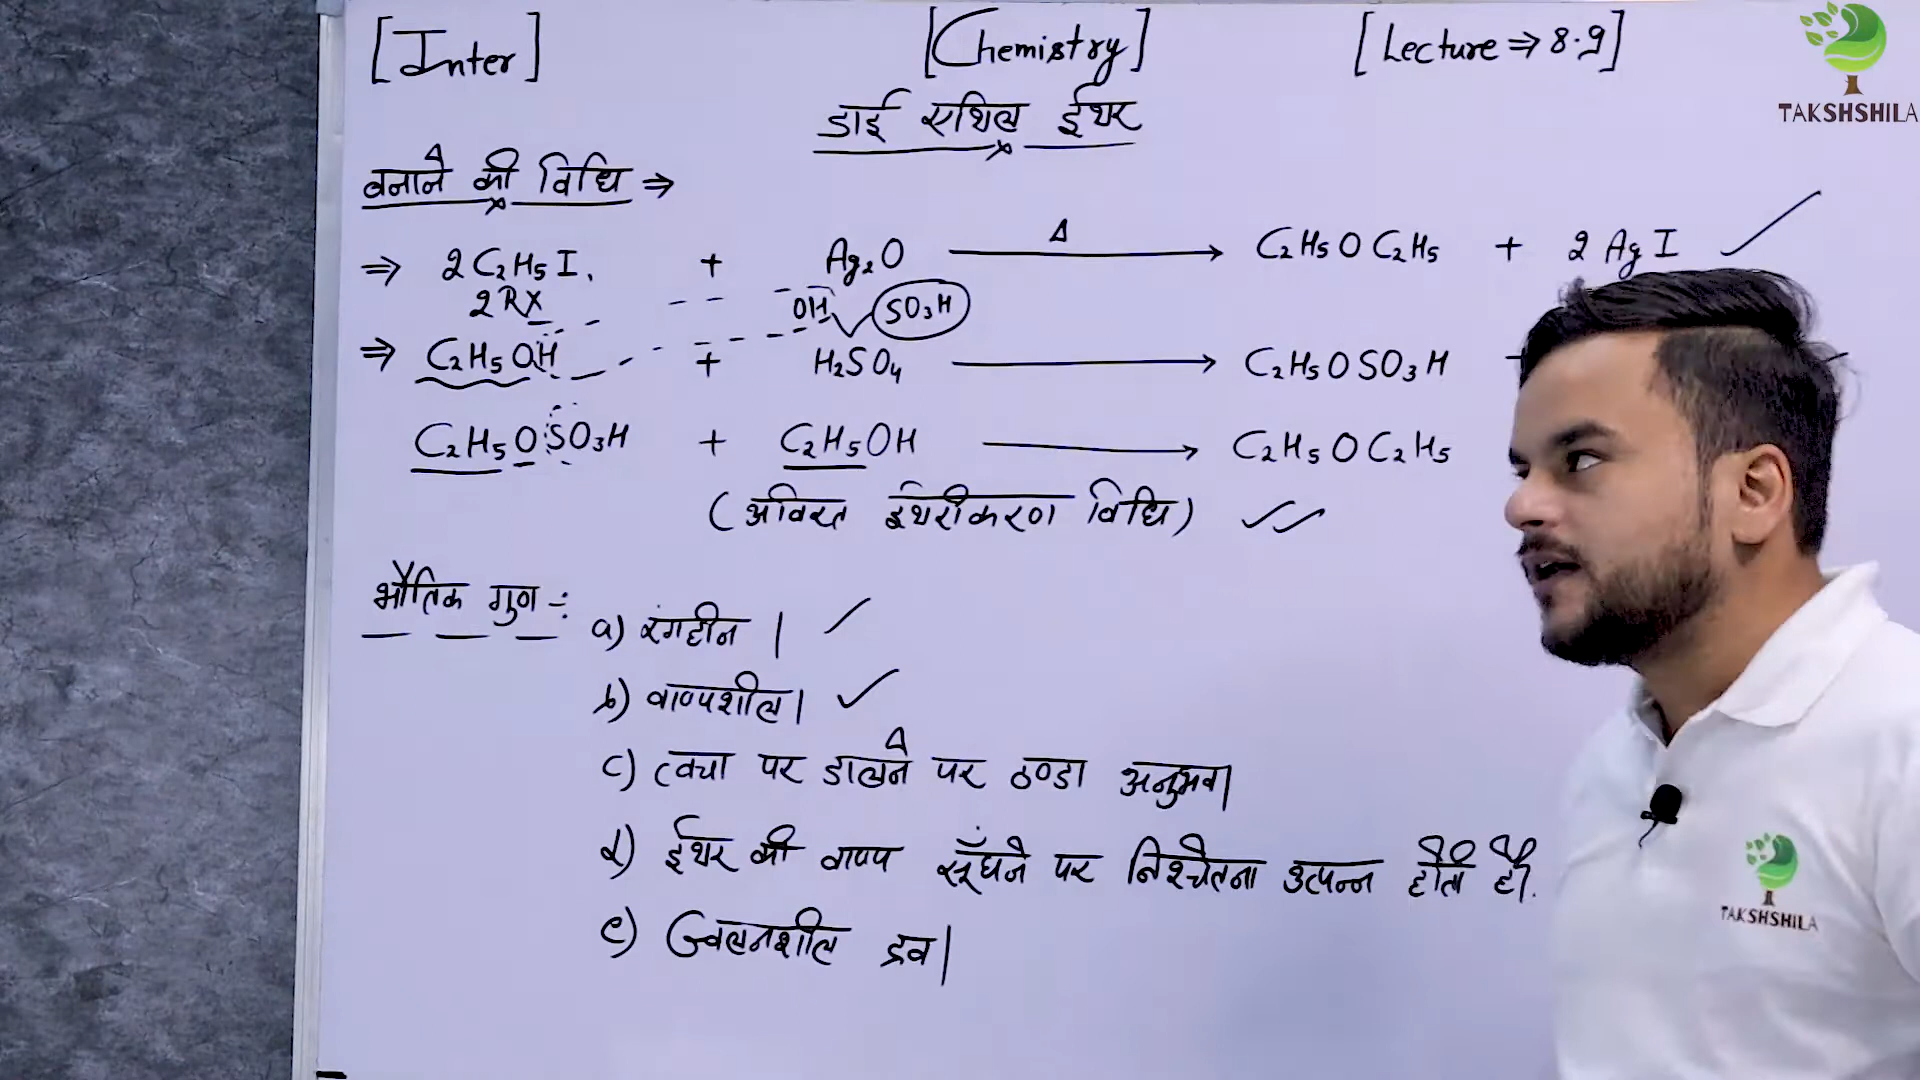 [Inter] [Chemistry] [Lecture ⇒ 8.9]
TAKSHSHILA
डाई एथिल ईथर
बनाने की विधि ⇒
⇒ 2C₂H₅I. + Ag₂O —Δ→ C₂H₅OC₂H₅ + 2AgI
2RX OH SO₃H
⇒ C₂H₅OH + H₂SO₄ → C₂H₅OSO₃H +
C₂H₅OSO₃H + C₂H₅OH → C₂H₅OC₂H₅
(अविरत ईथरीकरण विधि)
भौतिक गुण -:
a) रंगहीन |
b) वाष्पशील |
c) त्वचा पर डालने पर ठण्डा अनुभव |
d) ईथर की वाष्प सूँघने पर निश्चेतना उत्पन्न होती है.
e) ज्वलनशील द्रव |
TAKSHSHILA